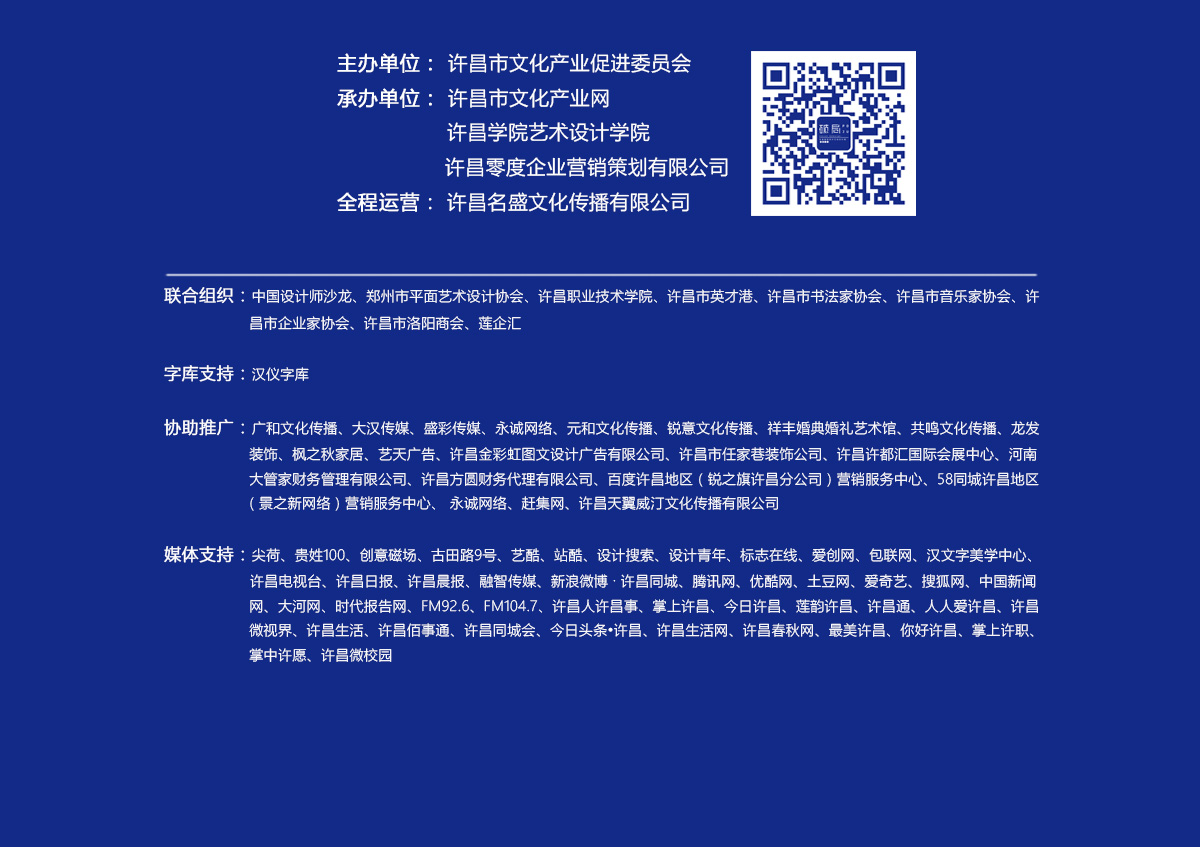 主办单位： 许昌市文化产业促进委员会
承办单位： 许昌市文化产业网
许昌学院艺术设计学院
许昌零度企业营销策划有限公司
全程运营： 许昌名盛文化传播有限公司
联合组织：中国设计师沙龙、郑州市平面艺术设计协会、许昌职业技术学院、许昌市英才港、许昌市书法家协会、许昌市音乐家协会、许
昌市企业家协会、许昌市洛阳商会、莲企汇
字库支持：汉仪字库
协助推广：广和文化传播、大汉传媒、盛彩传媒、永诚网络、元和文化传播、锐意文化传播、祥丰婚典婚礼艺术馆、共鸣文化传播、龙发
装饰、枫之秋家居、艺天广告、许昌金彩虹图文设计广告有限公司、许昌市任家巷装饰公司、许昌许都汇国际会展中心、河南
大管家财务管理有限公司、许昌方圆财务代理有限公司、百度许昌地区（锐之旗许昌分公司）营销服务中心、58同城许昌地区
（景之新网络）营销服务中心、 永诚网络、赶集网、许昌天翼威汀文化传播有限公司
媒体支持：尖荷、贵姓100、创意磁场、古田路9号、艺酷、站酷、设计搜索、设计青年、标志在线、爱创网、包联网、汉文字美学中心、
许昌电视台、许昌日报、许昌晨报、融智传媒、新浪微博·许昌同城、腾讯网、优酷网、土豆网、爱奇艺、搜狐网、中国新闻
网、大河网、时代报告网、FM92.6、FM104.7、许昌人许昌事、掌上许昌、今日许昌、莲韵许昌、许昌通、人人爱许昌、许昌
微视界、许昌生活、许昌佰事通、许昌同城会、今日头条•许昌、许昌生活网、许昌春秋网、最美许昌、你好许昌、掌上许职、
掌中许愿、许昌微校园